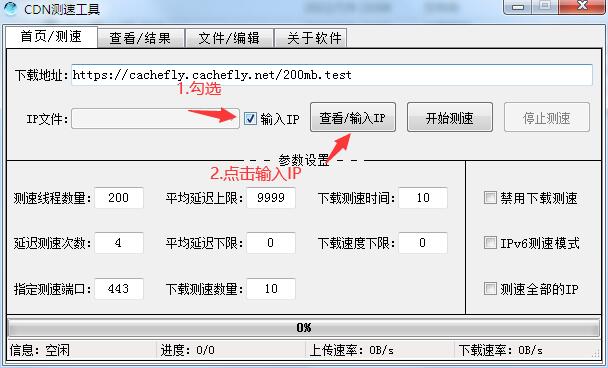 CDN测速工具
首页/测速 查看/结果 文件/编辑 关于软件
下载地址: https://cachefly.cachefly.net/200mb.test
1.勾选
IP文件: 输入IP 查看/输入IP 开始测速 停止测速
参数设置
2.点击输入IP
测速线程数量: 200 平均延迟上限: 9999 下载测速时间: 10 禁用下载测速
延迟测速次数: 4 平均延迟下限: 0 下载速度下限: 0 IPv6测速模式
指定测速端口: 443 下载测速数量: 10 测速全部的IP
0%
信息: 空闲 进度: 0/0 上传速率: 0B/s 下载速率: 0B/s